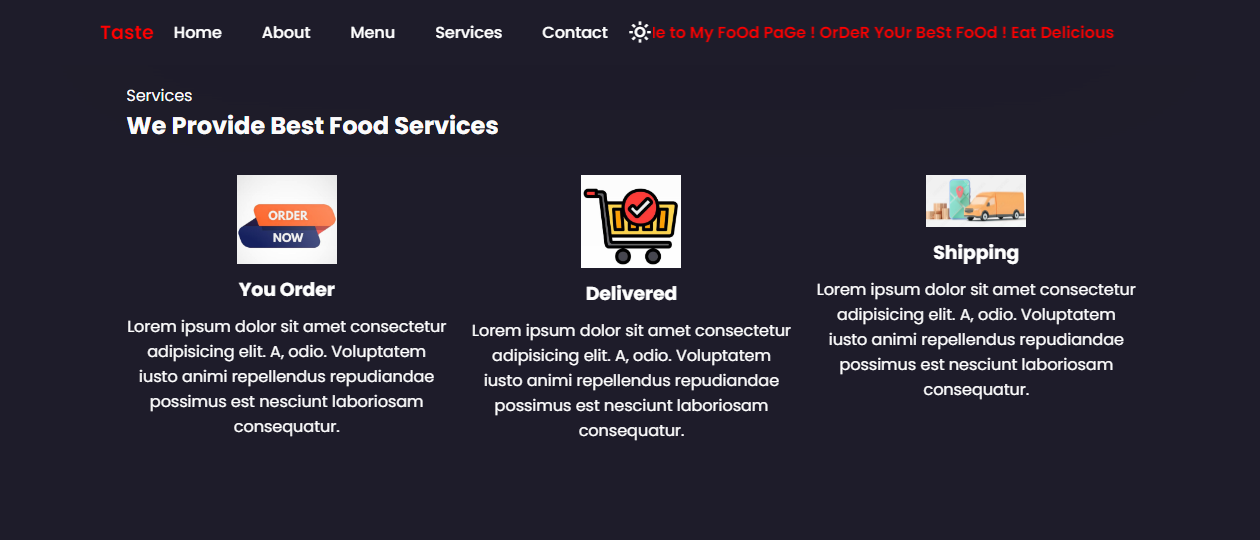 Taste Home About Menu Services Contact le to My FoOd PaGe ! OrDeR YoUr BeSt FoOd ! Eat Delicious
Services
We Provide Best Food Services
ORDER
NOW
You Order
Lorem ipsum dolor sit amet consectetur
adipisicing elit. A, odio. Voluptatem
iusto animi repellendus repudiandae
possimus est nesciunt laboriosam
consequatur.
Delivered
Lorem ipsum dolor sit amet consectetur
adipisicing elit. A, odio. Voluptatem
iusto animi repellendus repudiandae
possimus est nesciunt laboriosam
consequatur.
Shipping
Lorem ipsum dolor sit amet consectetur
adipisicing elit. A, odio. Voluptatem
iusto animi repellendus repudiandae
possimus est nesciunt laboriosam
consequatur.